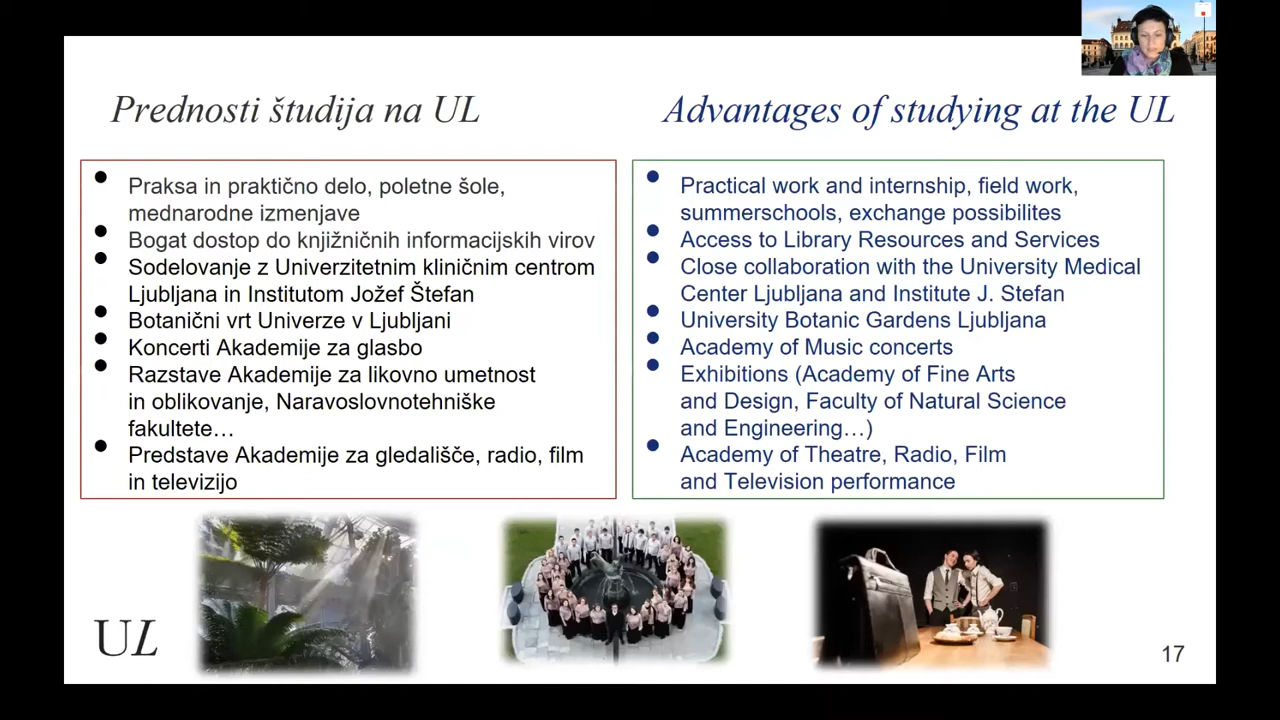 Prednosti študija na UL
Praksa in praktično delo, poletne šole,
mednarodne izmenjave
Bogat dostop do knjižničnih informacijskih virov
Sodelovanje z Univerzitetnim kliničnim centrom
Ljubljana in Institutom Jožef Štefan
Botanični vrt Univerze v Ljubljani
Koncerti Akademije za glasbo
Razstave Akademije za likovno umetnost
in oblikovanje, Naravoslovnotehniške
fakultete…
Predstave Akademije za gledališče, radio, film
in televizijo
Advantages of studying at the UL
Practical work and internship, field work,
summerschools, exchange possibilites
Access to Library Resources and Services
Close collaboration with the University Medical
Center Ljubljana and Institute J. Stefan
University Botanic Gardens Ljubljana
Academy of Music concerts
Exhibitions (Academy of Fine Arts
and Design, Faculty of Natural Science
and Engineering…)
Academy of Theatre, Radio, Film
and Television performance
UL
17